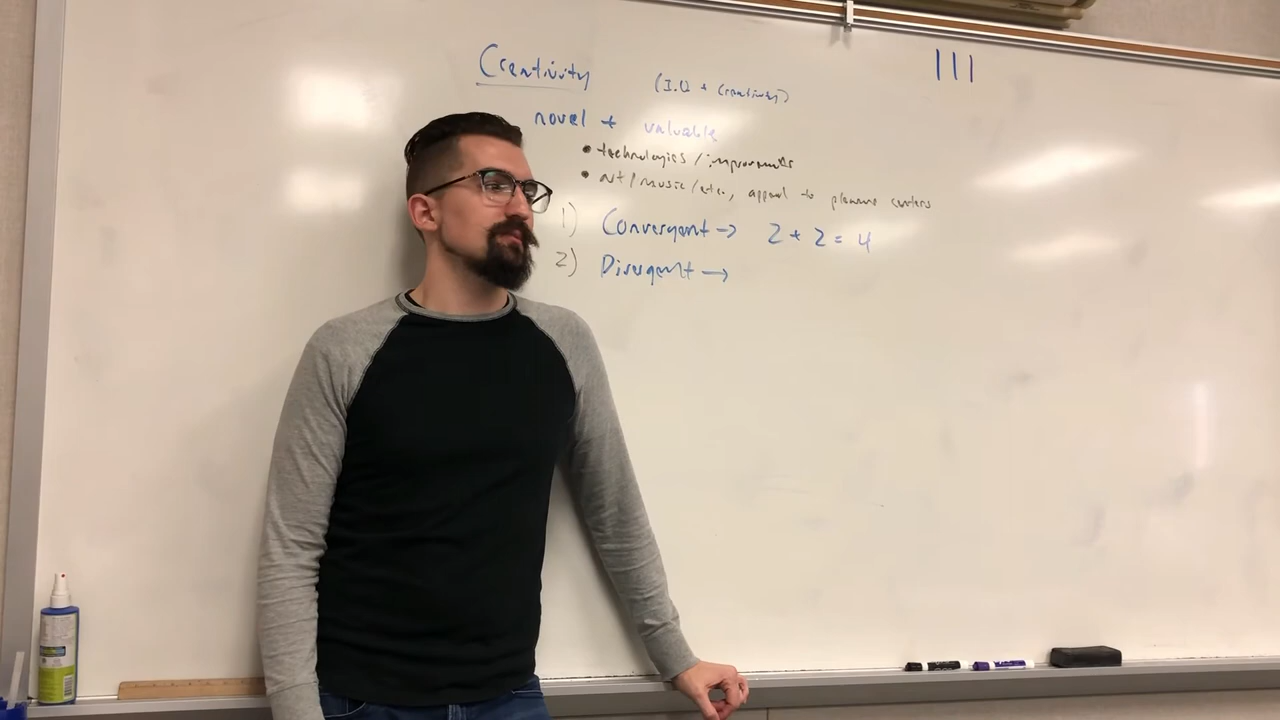 Creativity
(I.Q + Creativity)
|||
novel + valuable
• technologies / improvements
• art / music / etc., appeal to pleasure centers
1) Convergent → 2 + 2 = 4
2) Divergent →